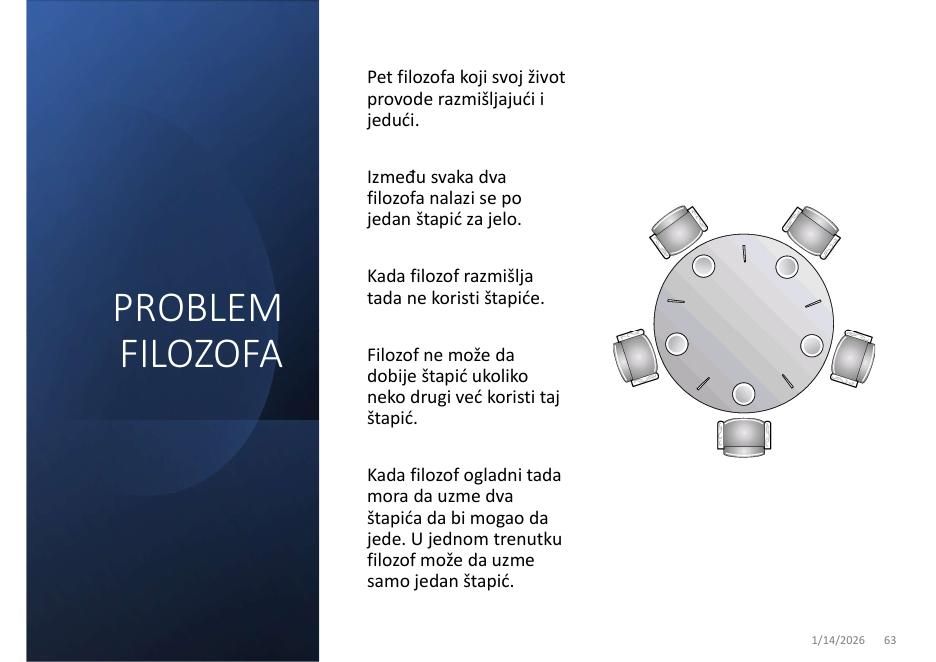 PROBLEM
FILOZOFA
Pet filozofa koji svoj život
provode razmišljajući i
jedući.
Između svaka dva
filozofa nalazi se po
jedan štapić za jelo.
Kada filozof razmišlja
tada ne koristi štapiće.
Filozof ne može da
dobije štapić ukoliko
neko drugi već koristi taj
štapić.
Kada filozof ogladni tada
mora da uzme dva
štapića da bi mogao da
jede. U jednom trenutku
filozof može da uzme
samo jedan štapić.
1/14/2026 63